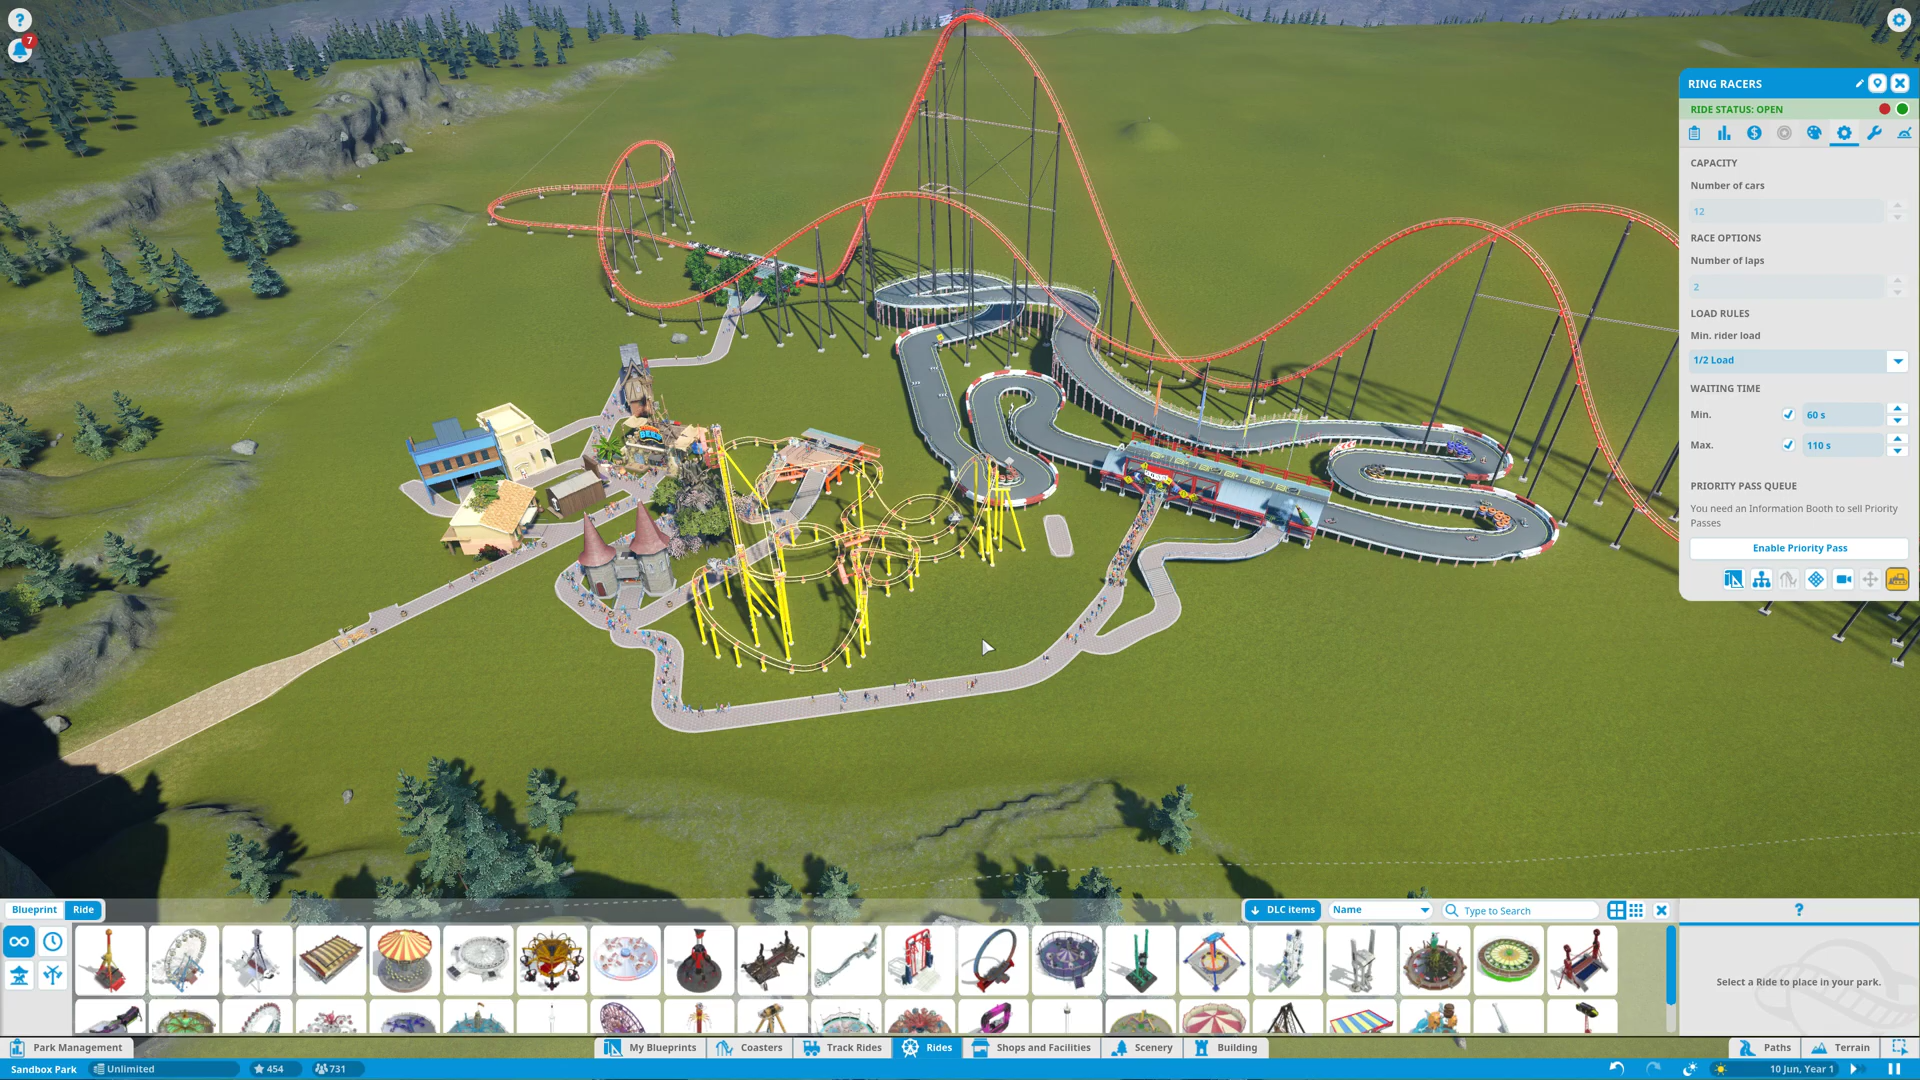 ?
7
RING RACERS
RIDE STATUS: OPEN
CAPACITY
Number of cars
12
RACE OPTIONS
Number of laps
2
LOAD RULES
Min. rider load
1/2 Load
WAITING TIME
Min.
60 s
Max.
110 s
PRIORITY PASS QUEUE
You need an Information Booth to sell Priority
Passes
Enable Priority Pass
Blueprint
Ride
DLC items
Name
Type to Search
?
Select a Ride to place in your park.
Park Management
My Blueprints
Coasters
Track Rides
Rides
Shops and Facilities
Scenery
Building
Paths
Terrain
Sandbox Park
Unlimited
454
731
10 Jun, Year 1